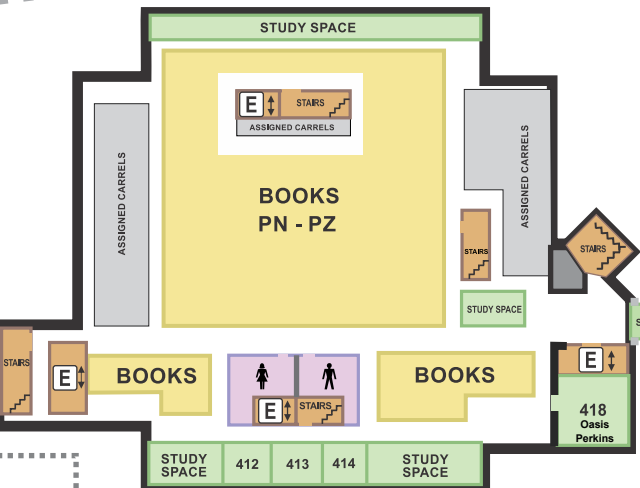 STUDY SPACE
E
STAIRS
ASSIGNED CARRELS
ASSIGNED CARRELS
ASSIGNED CARRELS
BOOKS
PN - PZ
STAIRS
STAIRS
STUDY SPACE
S
STAIRS
E
BOOKS
E
STAIRS
BOOKS
E
418
Oasis
Perkins
STUDY
SPACE
412
413
414
STUDY
SPACE